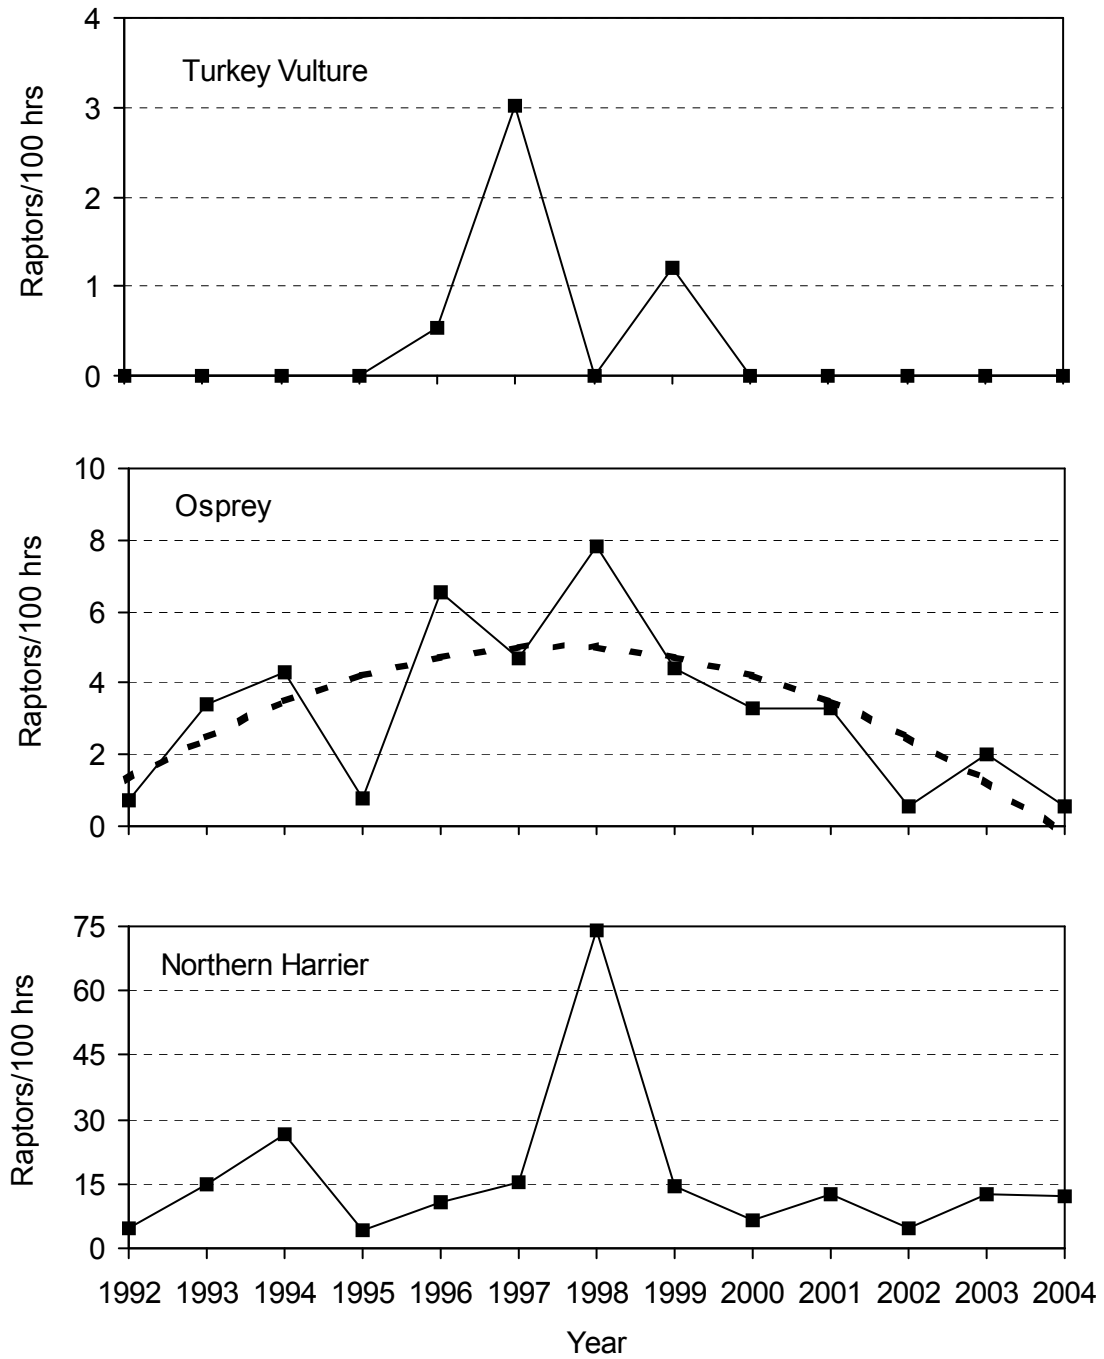 4
Turkey Vulture
3
2
1
0
Raptors/100 hrs
10
Osprey
8
6
4
2
0
Raptors/100 hrs
75
Northern Harrier
60
45
30
15
0
Raptors/100 hrs
1992 1993 1994 1995 1996 1997 1998 1999 2000 2001 2002 2003 2004
Year